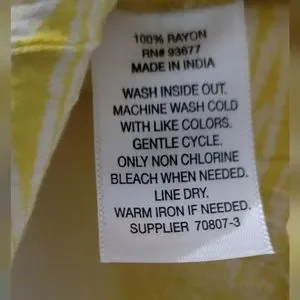 100% RAYON
RN# 93677
MADE IN INDIA
WASH INSIDE OUT.
MACHINE WASH COLD
WITH LIKE COLORS.
GENTLE CYCLE.
ONLY NON CHLORINE
BLEACH WHEN NEEDED.
LINE DRY.
WARM IRON IF NEEDED.
SUPPLIER 70807-3